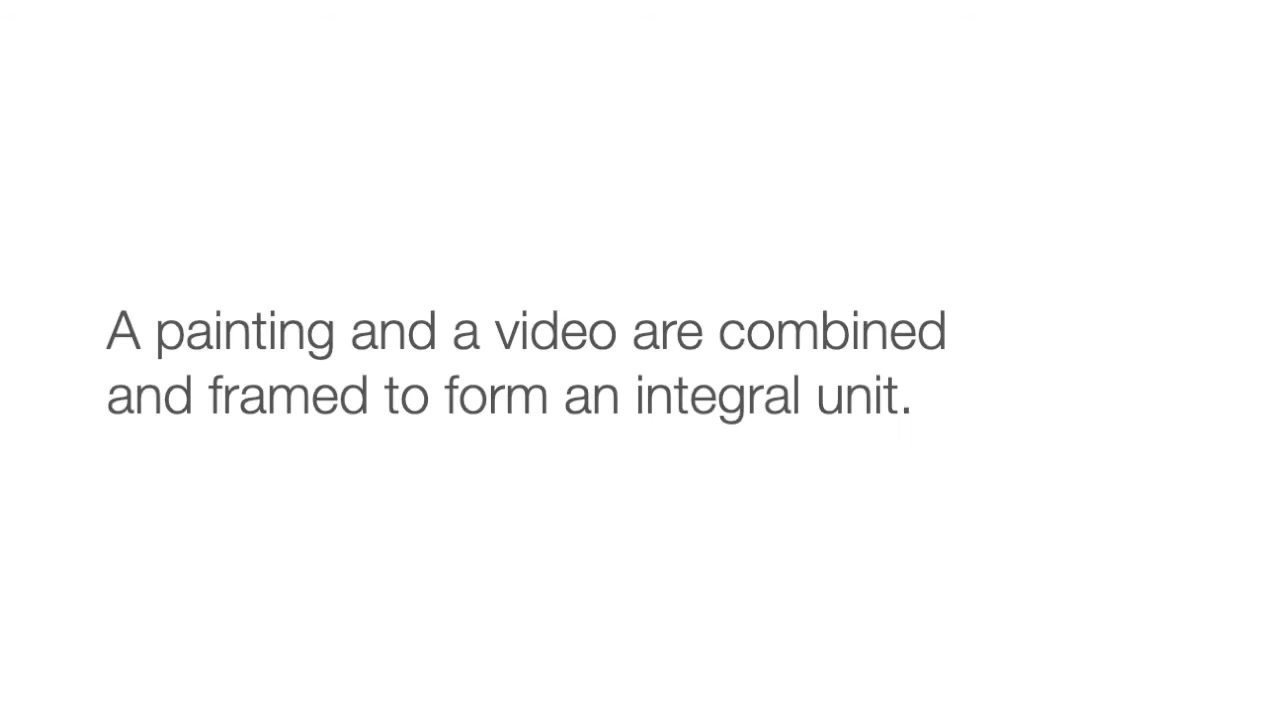 A painting and a video are combined
and framed to form an integral unit.